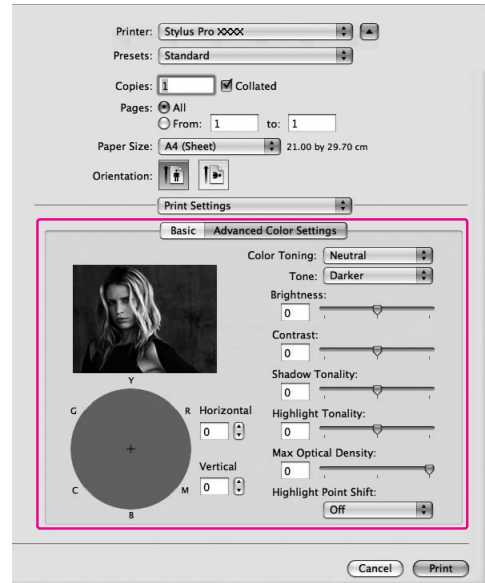 Printer: Stylus Pro XXXX
Presets: Standard
Copies: 1 Collated
Pages: All
From: 1 to: 1
Paper Size: A4 (Sheet) 21.00 by 29.70 cm
Orientation:
Print Settings
Basic Advanced Color Settings
Color Toning: Neutral
Tone: Darker
Brightness:
0
Contrast:
0
Shadow Tonality:
0
Highlight Tonality:
0
Max Optical Density:
0
Highlight Point Shift:
Off
Y
G R
C M
B
Horizontal
0
Vertical
0
Cancel Print